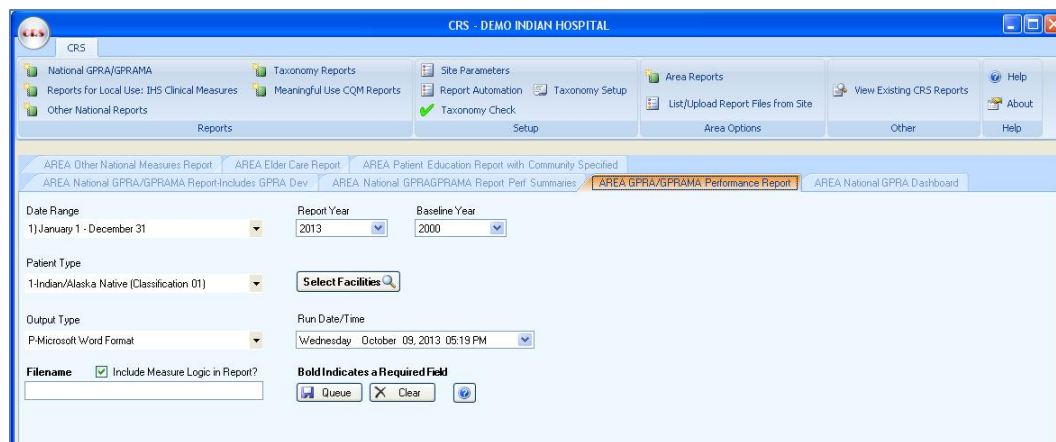 CRS - DEMO INDIAN HOSPITAL
CRS
CRS
National GPRA/GPRAMA
Reports for Local Use: IHS Clinical Measures
Other National Reports
Taxonomy Reports
Meaningful Use CQM Reports
Reports
Site Parameters
Report Automation
Taxonomy Setup
Taxonomy Check
Setup
Area Reports
List/Upload Report Files from Site
Area Options
View Existing CRS Reports
Other
Help
About
Help
AREA Other National Measures Report
AREA Elder Care Report
AREA Patient Education Report with Community Specified
AREA National GPRA/GPRAMA Report-Includes GPRA Dev
AREA National GPRAGPRAMA Report Perf Summaries
AREA GPRA/GPRAMA Performance Report
AREA National GPRA Dashboard
Date Range
1) January 1 - December 31
Report Year
2013
Baseline Year
2000
Patient Type
1-Indian/Alaska Native (Classification 01)
Select Facilities
Output Type
P-Microsoft Word Format
Run Date/Time
Wednesday October 09, 2013 05:19 PM
Filename
Include Measure Logic in Report?
Bold Indicates a Required Field
Queue
Clear